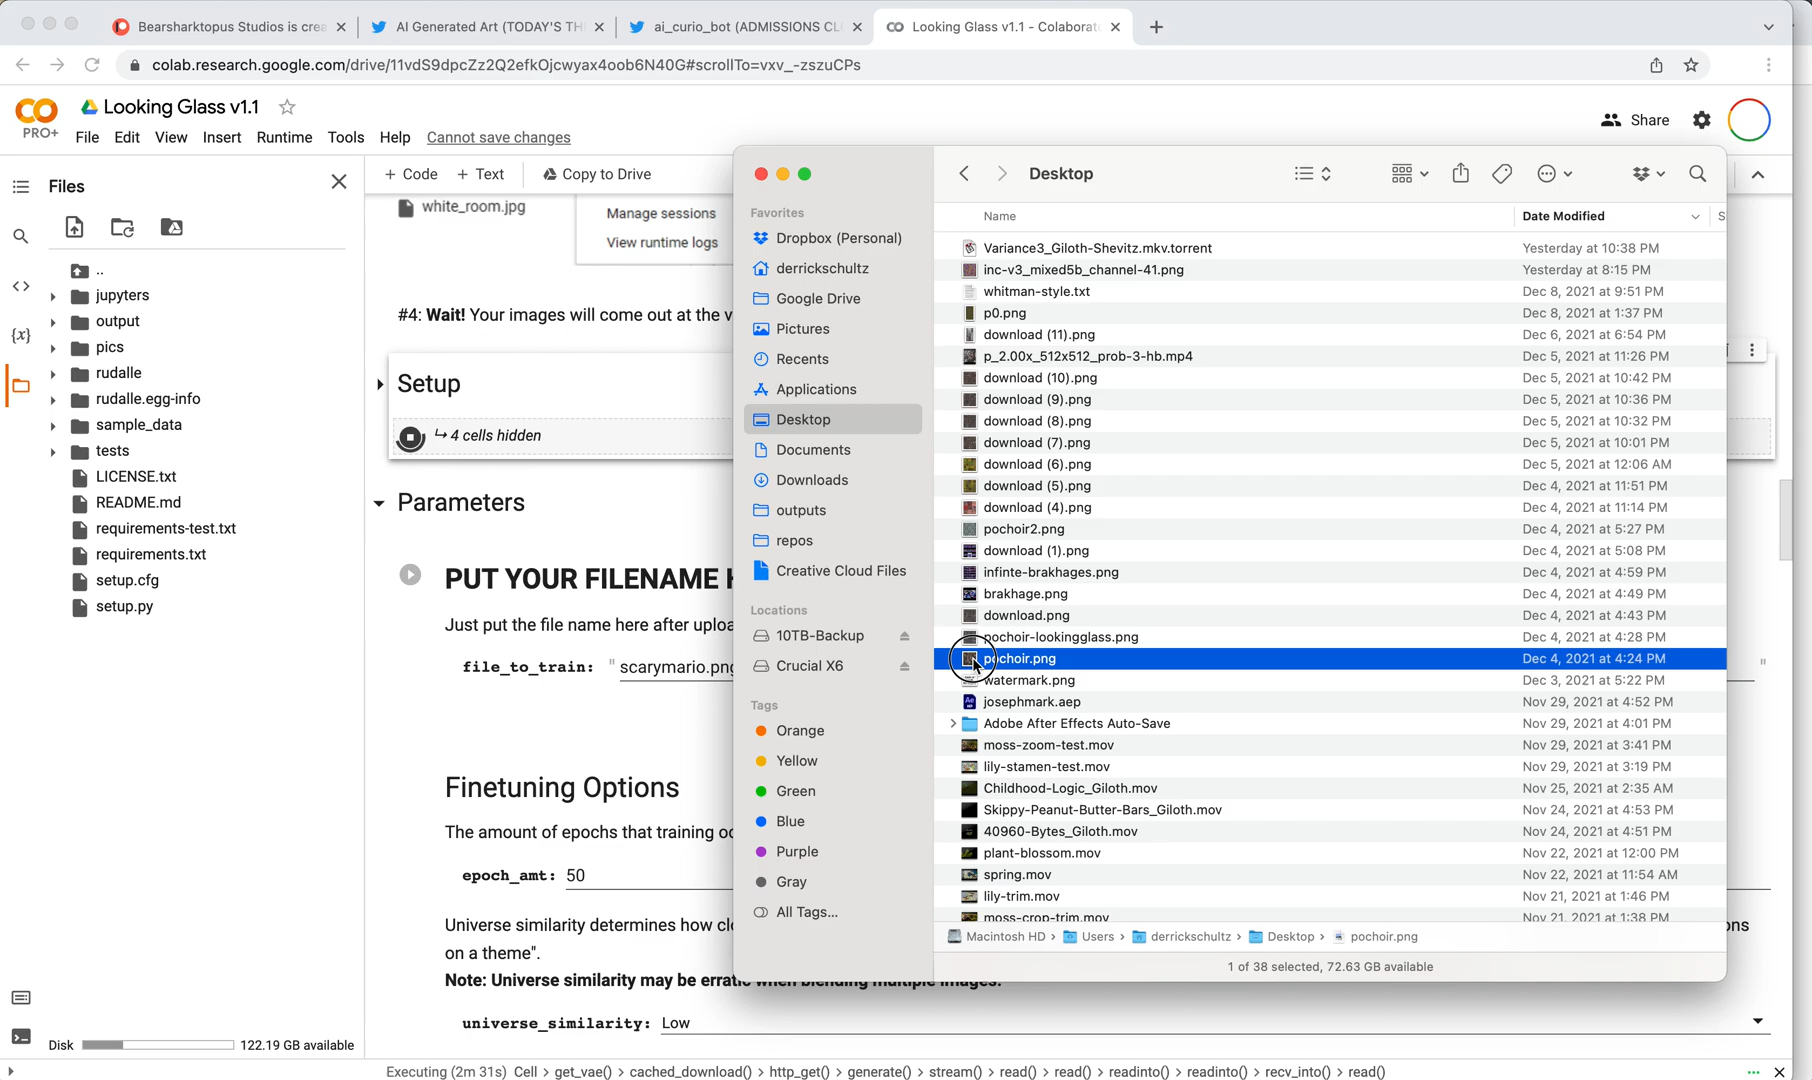 Bearsharktopus Studios is crea
AI Generated Art (TODAY'S TH
ai_curio_bot (ADMISSIONS CL
Looking Glass v1.1 - Colaborato
colab.research.google.com/drive/11vdS9dpcZz2Q2efkOjcwyax4oob6N40G#scrollTo=vxv_-zszuCPs
PRO+
Looking Glass v1.1
File Edit View Insert Runtime Tools Help Cannot save changes
Share
Files
+ Code + Text Copy to Drive
..
jupyters
output
pics
rudalle
rudalle.egg-info
sample_data
tests
LICENSE.txt
README.md
requirements-test.txt
requirements.txt
setup.cfg
setup.py
Disk 122.19 GB available
white_room.jpg
Manage sessions
View runtime logs
#4: Wait! Your images will come out at the v
Setup
4 cells hidden
Parameters
PUT YOUR FILENAME H
Just put the file name here after uploa
file_to_train: " scarymario.png "
Finetuning Options
The amount of epochs that training oc
epoch_amt: 50
Universe similarity determines how clo ons
on a theme".
Note: Universe similarity may be erratic when blending multiple images.
universe_similarity: Low
Desktop
Favorites
Dropbox (Personal)
derrickschultz
Google Drive
Pictures
Recents
Applications
Desktop
Documents
Downloads
outputs
repos
Creative Cloud Files
Locations
10TB-Backup
Crucial X6
Tags
Orange
Yellow
Green
Blue
Purple
Gray
All Tags...
Name Date Modified S
Variance3_Giloth-Shevitz.mkv.torrent Yesterday at 10:38 PM
inc-v3_mixed5b_channel-41.png Yesterday at 8:15 PM
whitman-style.txt Dec 8, 2021 at 9:51 PM
p0.png Dec 8, 2021 at 1:37 PM
download (11).png Dec 6, 2021 at 6:54 PM
p_2.00x_512x512_prob-3-hb.mp4 Dec 5, 2021 at 11:26 PM
download (10).png Dec 5, 2021 at 10:42 PM
download (9).png Dec 5, 2021 at 10:36 PM
download (8).png Dec 5, 2021 at 10:32 PM
download (7).png Dec 5, 2021 at 10:01 PM
download (6).png Dec 5, 2021 at 12:06 AM
download (5).png Dec 4, 2021 at 11:51 PM
download (4).png Dec 4, 2021 at 11:14 PM
pochoir2.png Dec 4, 2021 at 5:27 PM
download (1).png Dec 4, 2021 at 5:08 PM
infinte-brakhages.png Dec 4, 2021 at 4:59 PM
brakhage.png Dec 4, 2021 at 4:49 PM
download.png Dec 4, 2021 at 4:43 PM
pochoir-lookingglass.png Dec 4, 2021 at 4:28 PM
pochoir.png Dec 4, 2021 at 4:24 PM
watermark.png Dec 3, 2021 at 5:22 PM
josephmark.aep Nov 29, 2021 at 4:52 PM
Adobe After Effects Auto-Save Nov 29, 2021 at 4:01 PM
moss-zoom-test.mov Nov 29, 2021 at 3:41 PM
lily-stamen-test.mov Nov 29, 2021 at 3:19 PM
Childhood-Logic_Giloth.mov Nov 25, 2021 at 2:35 AM
Skippy-Peanut-Butter-Bars_Giloth.mov Nov 24, 2021 at 4:53 PM
40960-Bytes_Giloth.mov Nov 24, 2021 at 4:51 PM
plant-blossom.mov Nov 22, 2021 at 12:00 PM
spring.mov Nov 22, 2021 at 11:54 AM
lily-trim.mov Nov 21, 2021 at 1:46 PM
moss-crop-trim.mov Nov 21, 2021 at 1:38 PM
Macintosh HD › Users › derrickschultz › Desktop › pochoir.png
1 of 38 selected, 72.63 GB available
Executing (2m 31s) Cell > get_vae() > cached_download() > http_get() > generate() > stream() > read() > read() > readinto() > readinto() > recv_into() > read()